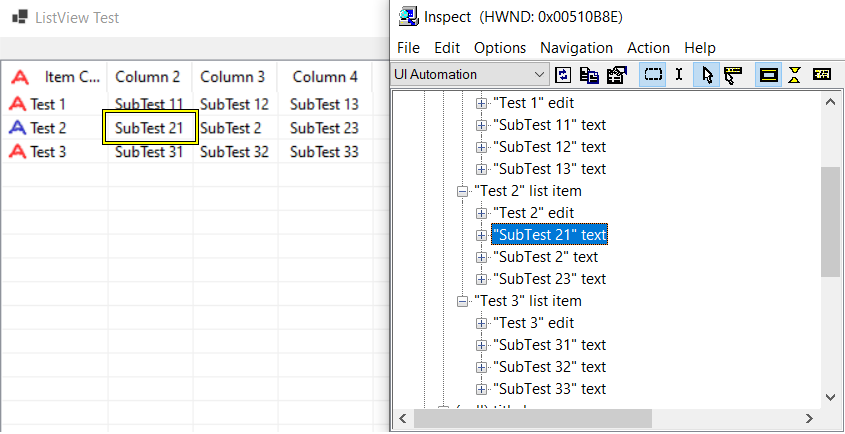 ListView Test
Item C... Column 2 Column 3 Column 4
Test 1 SubTest 11 SubTest 12 SubTest 13
Test 2 SubTest 21 SubTest 2 SubTest 23
Test 3 SubTest 31 SubTest 32 SubTest 33
Inspect (HWND: 0x00510B8E)
File Edit Options Navigation Action Help
UI Automation
"Test 1" edit
"SubTest 11" text
"SubTest 12" text
"SubTest 13" text
"Test 2" list item
"Test 2" edit
"SubTest 21" text
"SubTest 2" text
"SubTest 23" text
"Test 3" list item
"Test 3" edit
"SubTest 31" text
"SubTest 32" text
"SubTest 33" text